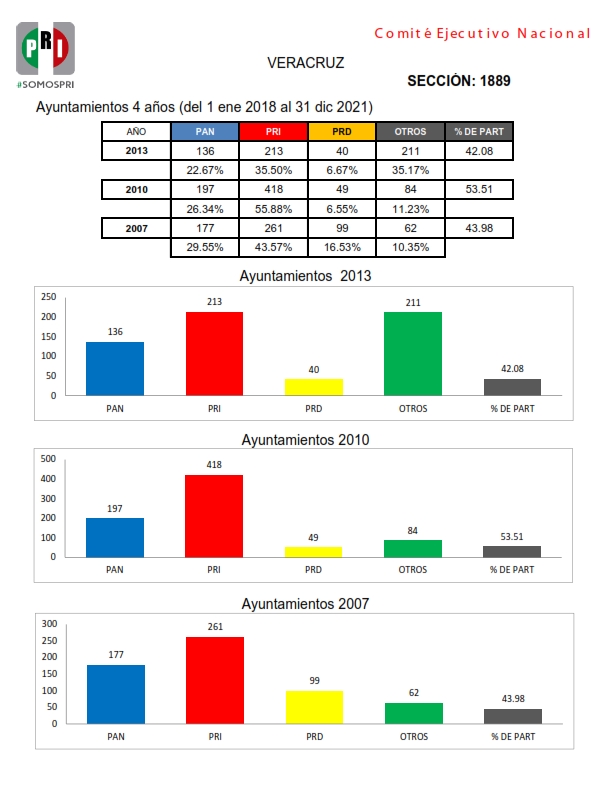 Comité Ejecutivo Nacional
PRI
#SOMOSPRI
VERACRUZ
SECCIÓN: 1889
Ayuntamientos 4 años (del 1 ene 2018 al 31 dic 2021)
AÑO PAN PRI PRD OTROS % DE PART
2013 136 213 40 211 42.08
22.67% 35.50% 6.67% 35.17%
2010 197 418 49 84 53.51
26.34% 55.88% 6.55% 11.23%
2007 177 261 99 62 43.98
29.55% 43.57% 16.53% 10.35%
Ayuntamientos 2013
250
200
150
100
50
0
136 213 40 211 42.08
PAN PRI PRD OTROS % DE PART
Ayuntamientos 2010
500
400
300
200
100
0
197 418 49 84 53.51
PAN PRI PRD OTROS % DE PART
Ayuntamientos 2007
300
250
200
150
100
50
0
177 261 99 62 43.98
PAN PRI PRD OTROS % DE PART